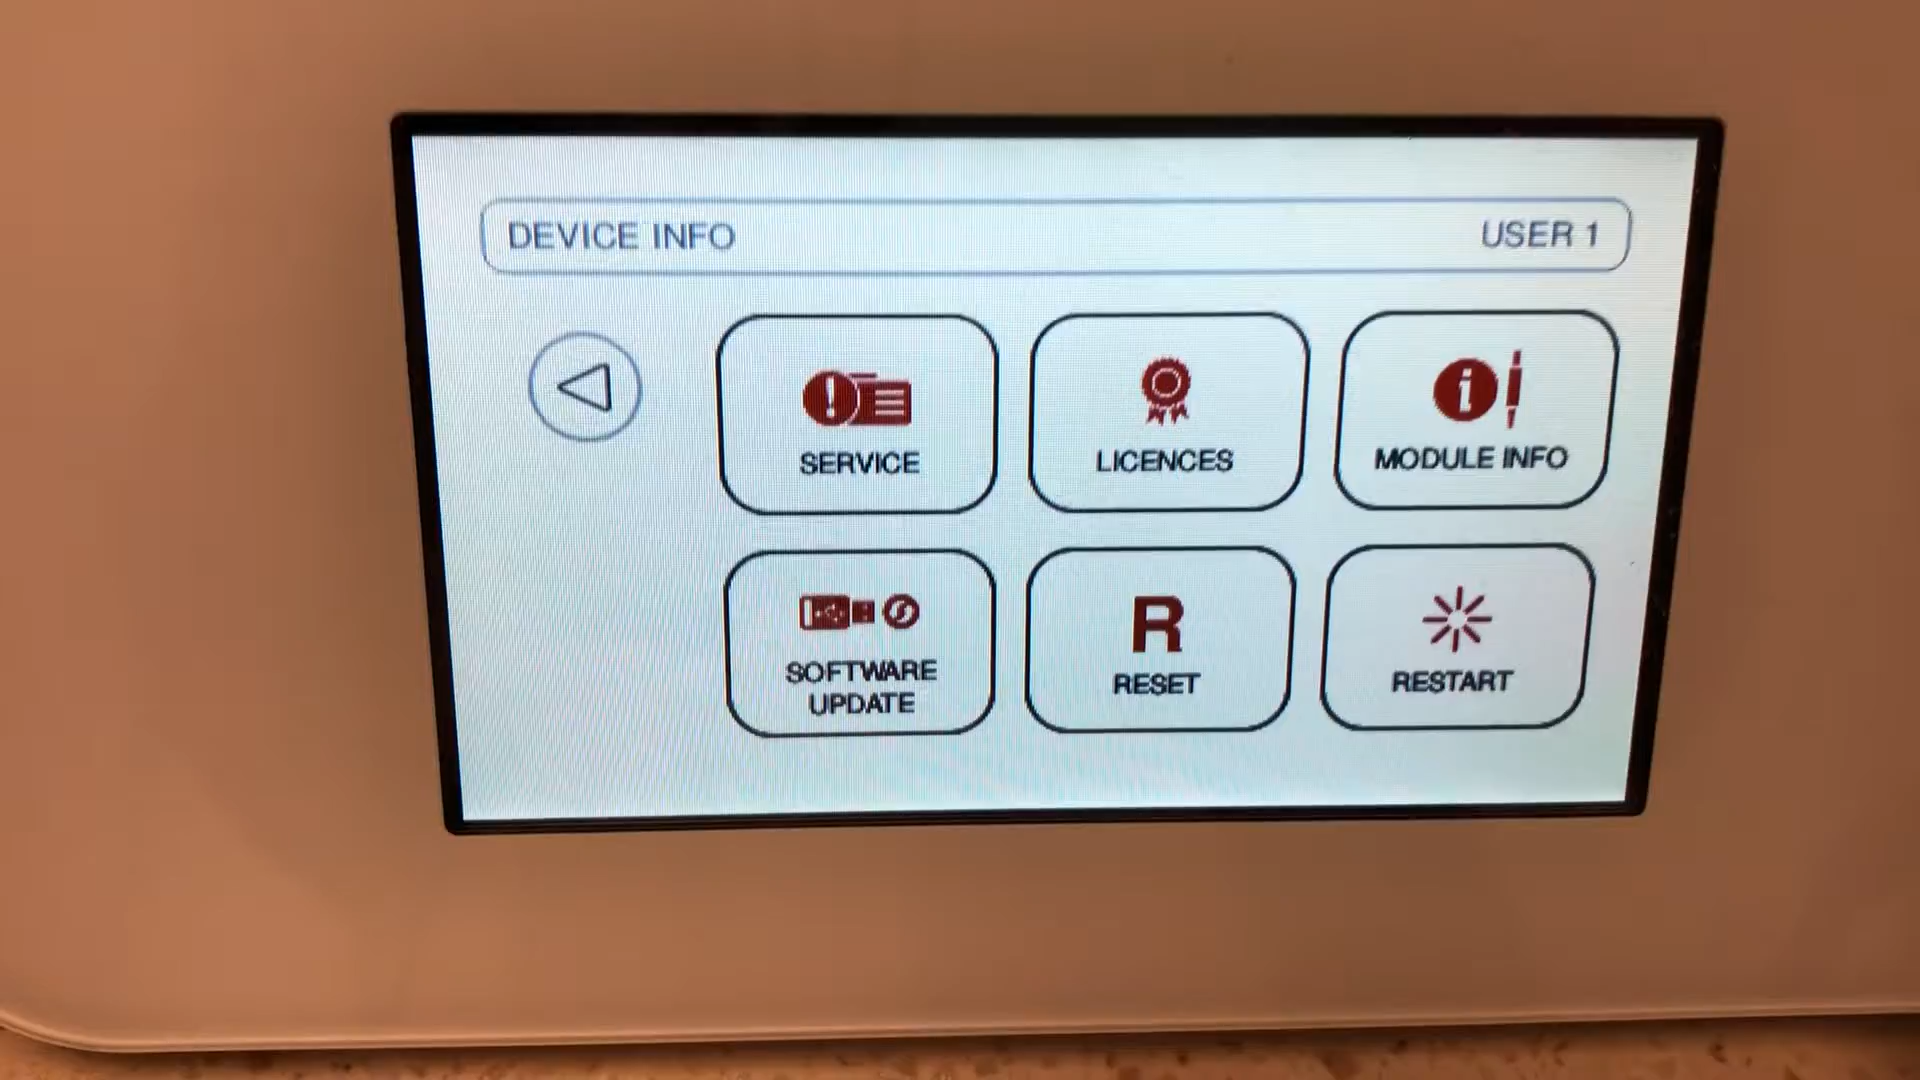 DEVICE INFO
USER 1
SERVICE
LICENCES
MODULE INFO
SOFTWARE
UPDATE
R
RESET
RESTART